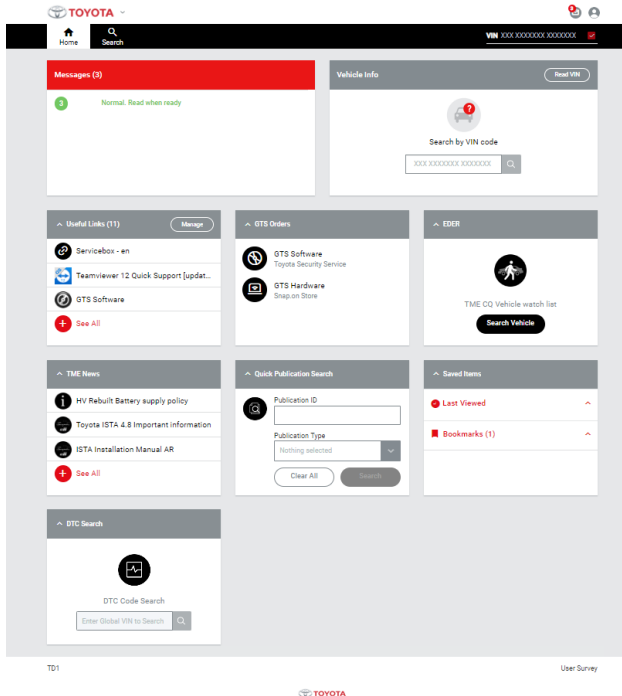 TOYOTA
3
Home
Search
VIN XXX XXXXXXX XXXXXXX
Messages (3)
3
Normal. Read when ready
Vehicle Info
Read VIN
?
Search by VIN code
XXX XXXXXXX XXXXXXX
Useful Links (11)
Manage
Servicebox - en
Teamviewer 12 Quick Support [updat...
GTS Software
See All
GTS Orders
GTS Software
Toyota Security Service
GTS Hardware
Snap.on Store
EDER
TME CQ Vehicle watch list
Search Vehicle
TME News
HV Rebuilt Battery supply policy
Toyota ISTA 4.8 Important information
ISTA Installation Manual AR
See All
Quick Publication Search
Publication ID
Publication Type
Nothing selected
Clear All
Search
Saved Items
Last Viewed
Bookmarks (1)
DTC Search
DTC Code Search
Enter Global VIN to Search
TD1
User Survey
TOYOTA